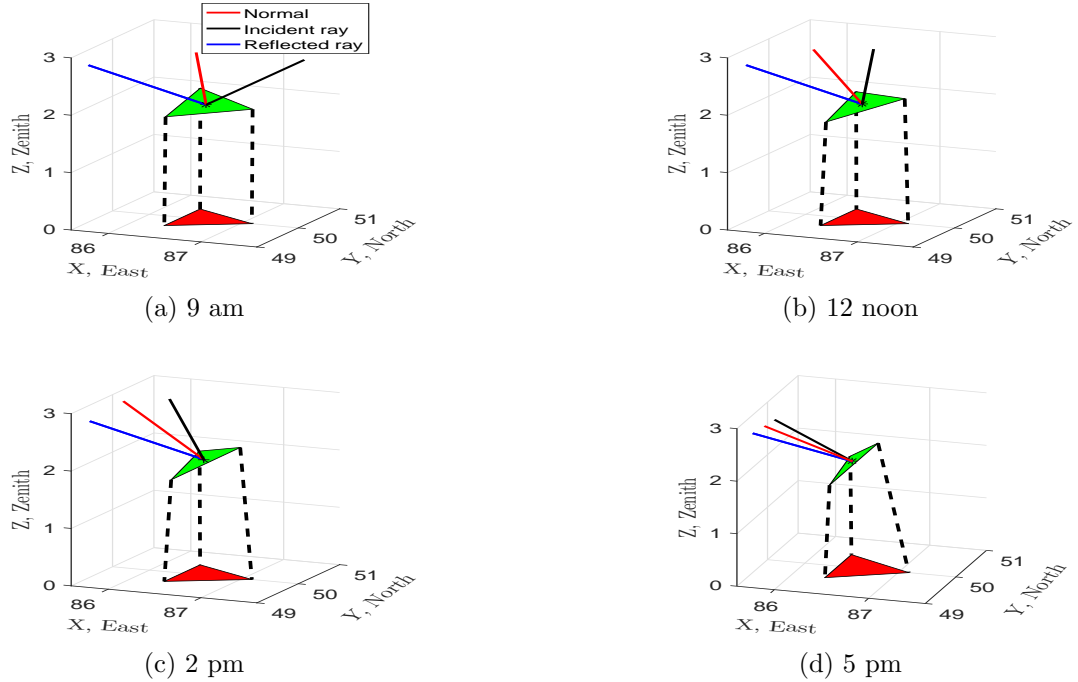 Normal
Incident ray
Reflected ray
3
2
1
0
Z, Zenith
86
87
X, East
49
50
51
Y, North
(a) 9 am
3
2
1
0
Z, Zenith
86
87
X, East
49
50
51
Y, North
(b) 12 noon
3
2
1
0
Z, Zenith
86
87
X, East
49
50
51
Y, North
(c) 2 pm
3
2
1
0
Z, Zenith
86
87
X, East
49
50
51
Y, North
(d) 5 pm